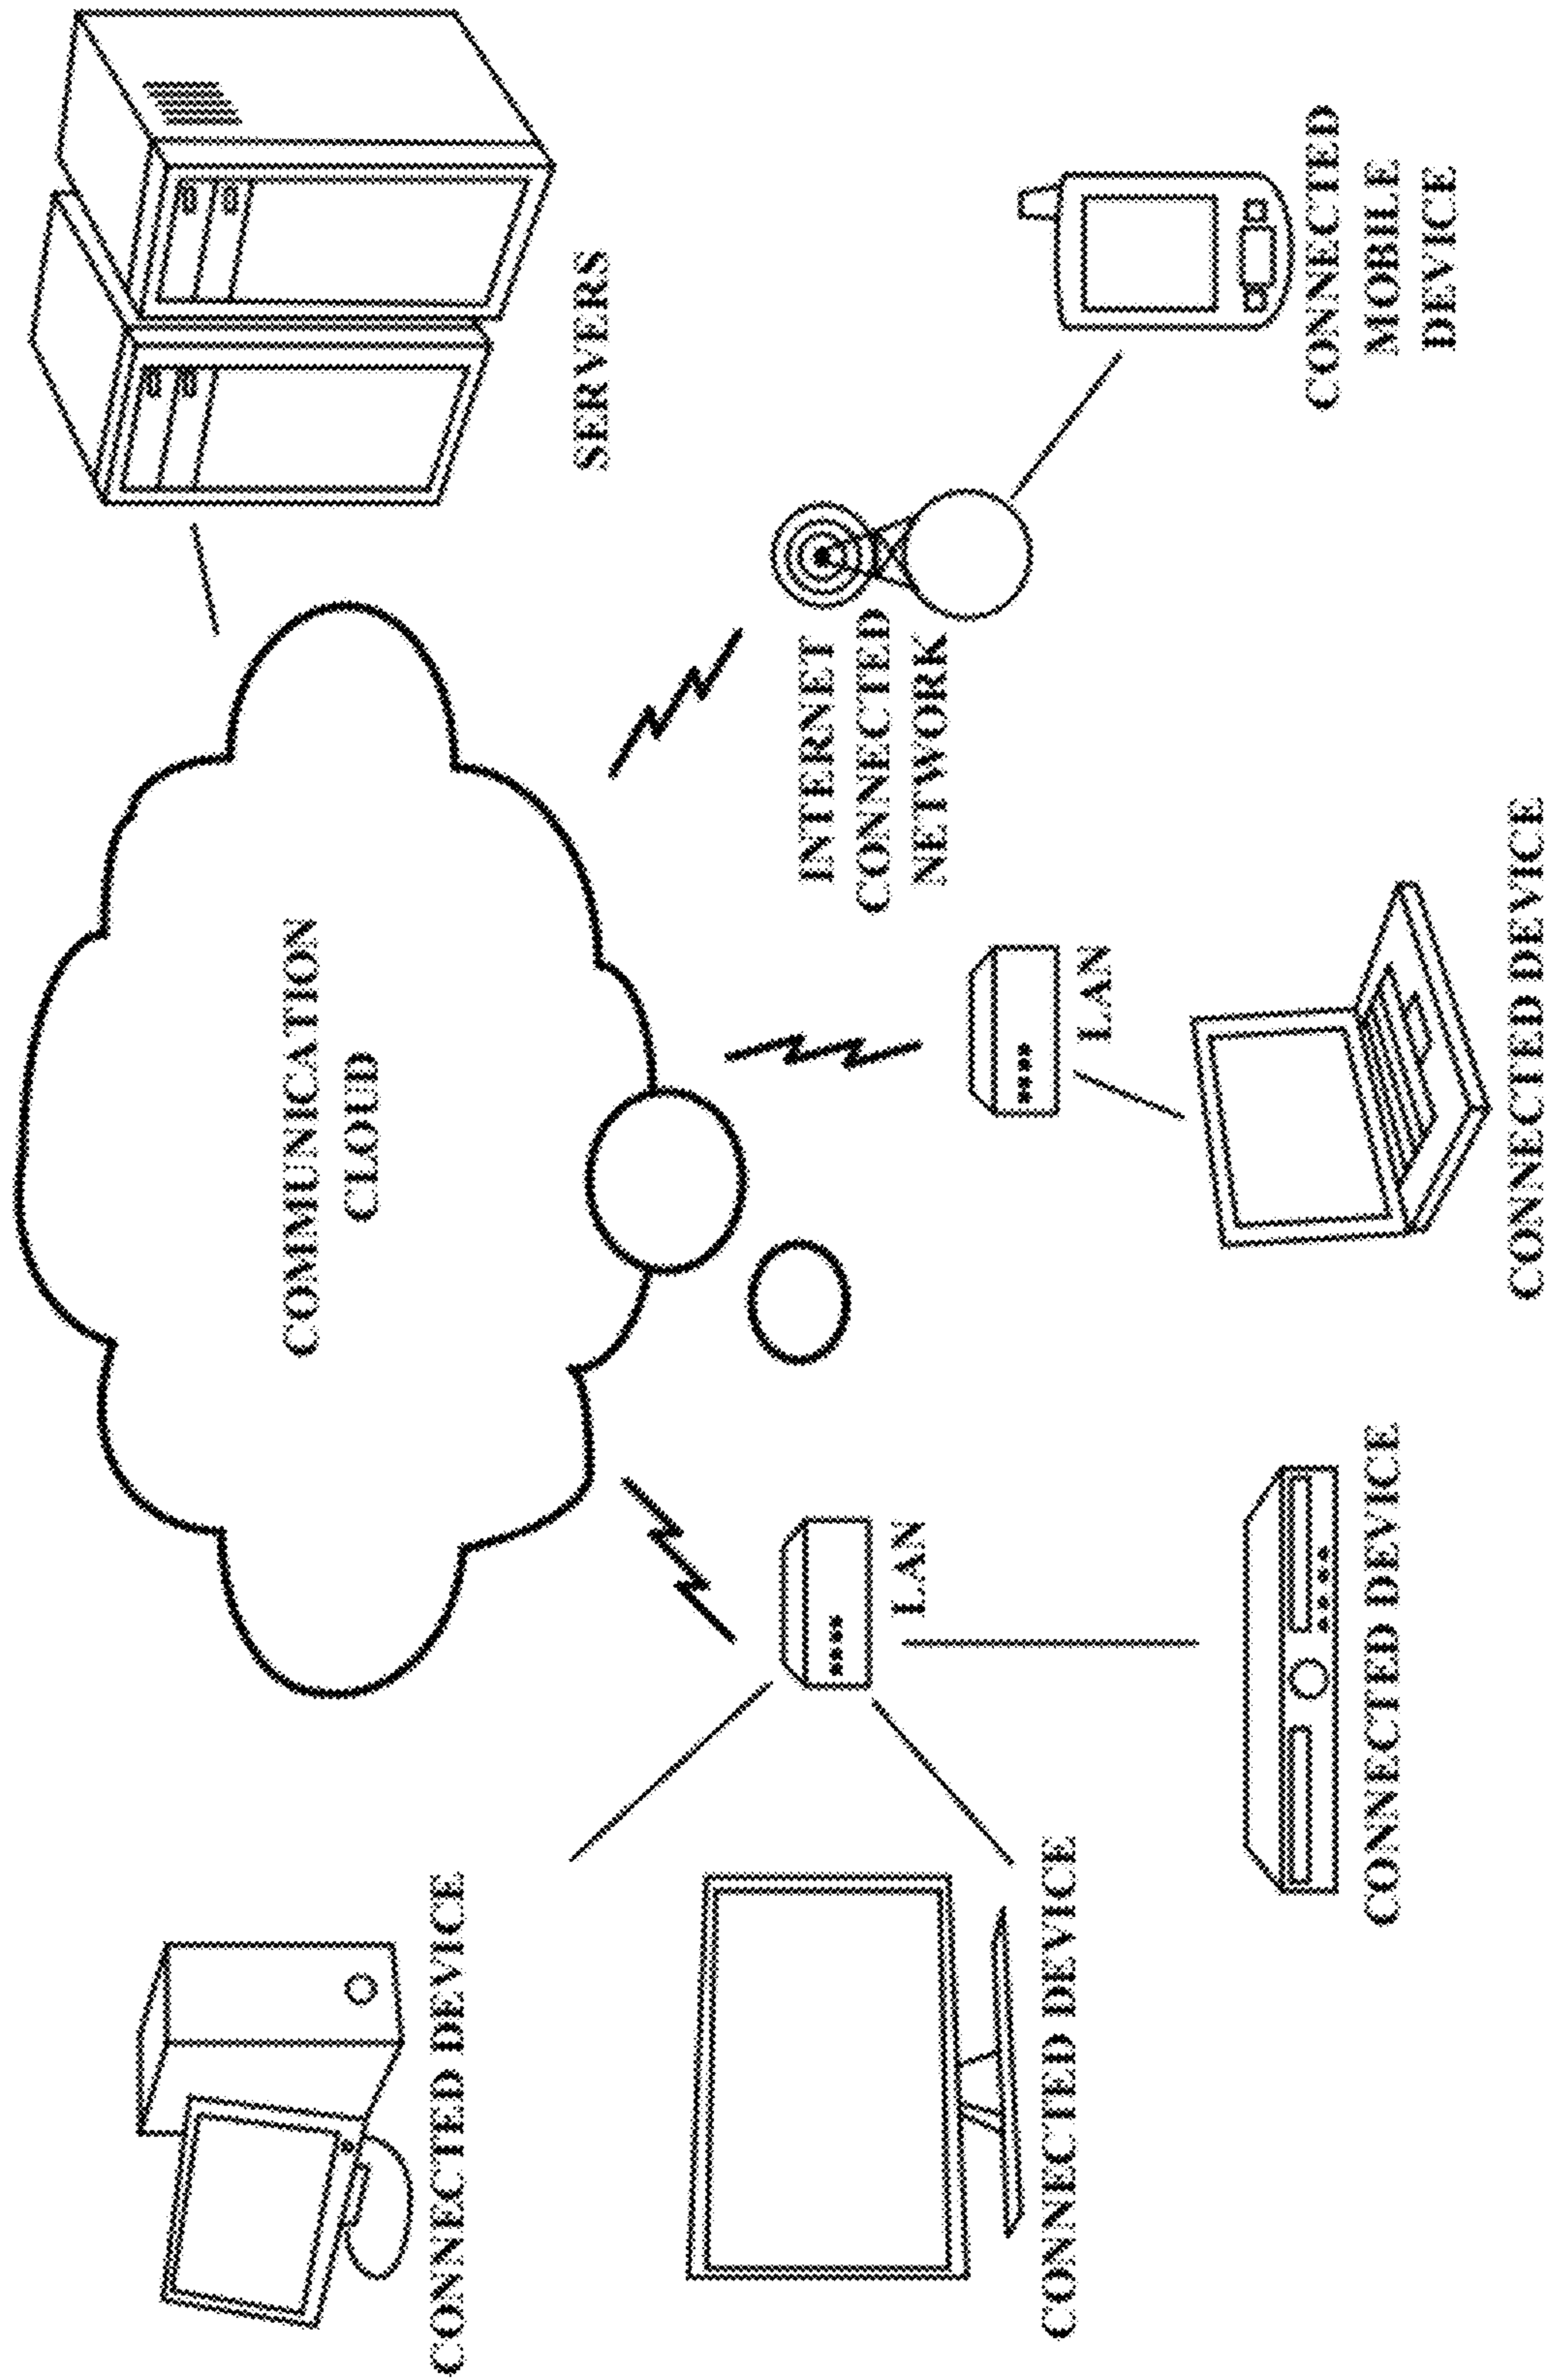 COMMUNICATION
CLOUD
SERVERS
CONNECTED DEVICE
LAN
INTERNET
CONNECTED
NETWORK
LAN
CONNECTED DEVICE
CONNECTED DEVICE
CONNECTED DEVICE
CONNECTED
MOBILE
DEVICE